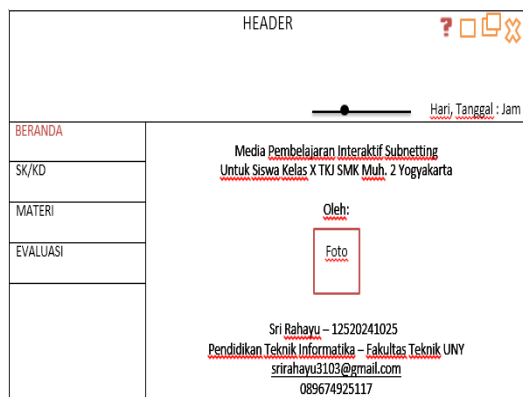 HEADER
?
Hari, Tanggal : Jam
BERANDA
SK/KD
MATERI
EVALUASI
Media Pembelajaran Interaktif Subnetting
Untuk Siswa Kelas X TKJ SMK Muh. 2 Yogyakarta
Oleh:
Foto
Sri Rahayu – 12520241025
Pendidikan Teknik Informatika – Fakultas Teknik UNY
srirahayu3103@gmail.com
089674925117